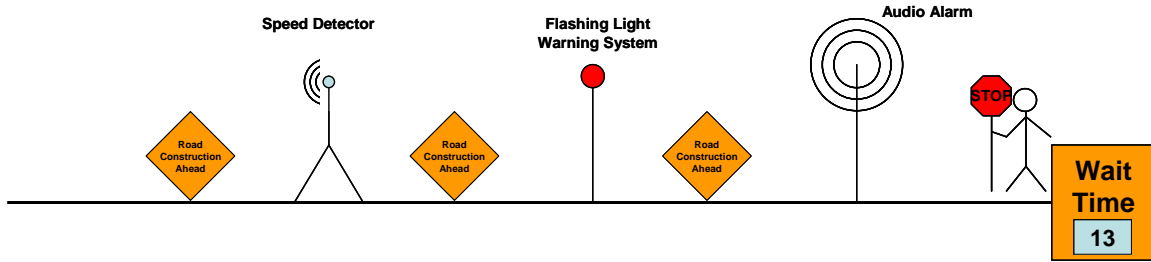 Speed Detector
Flashing Light
Warning System
Audio Alarm
Road
Construction
Ahead
Road
Construction
Ahead
Road
Construction
Ahead
STOP
Wait
Time
13